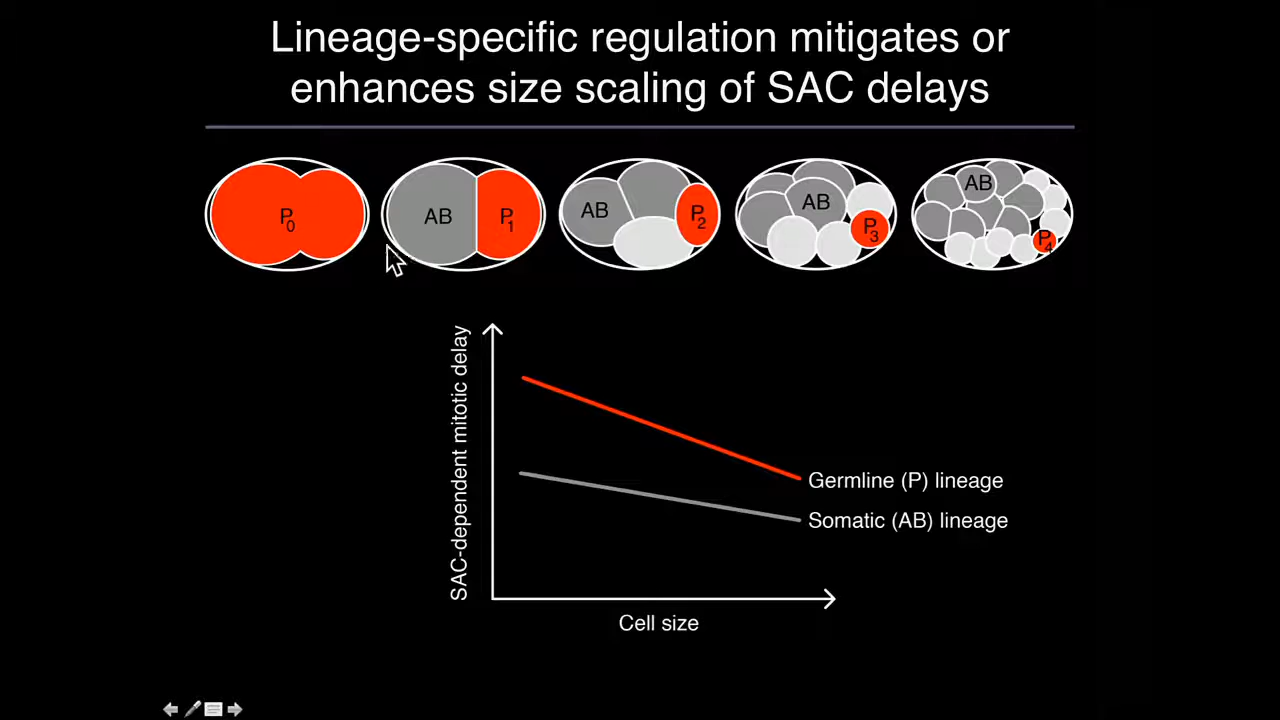 Lineage-specific regulation mitigates or
enhances size scaling of SAC delays
P0
AB
P1
AB
P2
AB
P3
AB
P4
SAC-dependent mitotic delay
Germline (P) lineage
Somatic (AB) lineage
Cell size